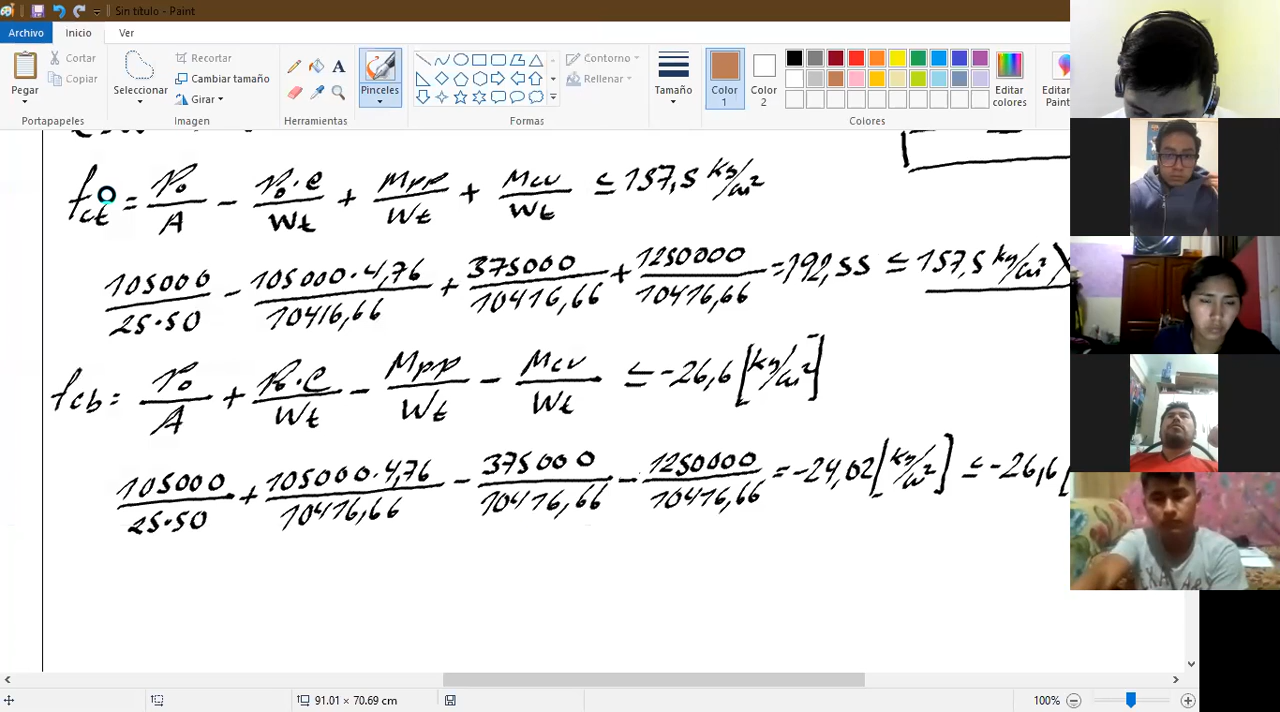 Sin título - Paint
Archivo Inicio Ver
Pegar
Cortar
Copiar
Seleccionar
Recortar
Cambiar tamaño
Girar
Pinceles
Contorno
Rellenar
Tamaño
Color 1
Color 2
Editar colores
Editar Paint
Portapapeles Imagen Herramientas Formas Colores
fct = Po/A - Po·e/Wt + Mpp/Wt + Mcv/Wt ≤ 157,5 kg/cm²
105000/25·50 - 105000·4,76/10416,66 + 375000/10416,66 + 1250000/10416,66 = 192,55 ≤ 157,5 kg/cm²
fcb = Po/A + Po·e/Wt - Mpp/Wt - Mcv/Wt ≤ -26,6 [kg/cm²]
105000/25·50 + 105000·4,76/10416,66 - 375000/10416,66 - 1250000/10416,66 = -24,02 [kg/cm²] ≤ -26,6 [
TEXALARY
91.01 × 70.69 cm
100%